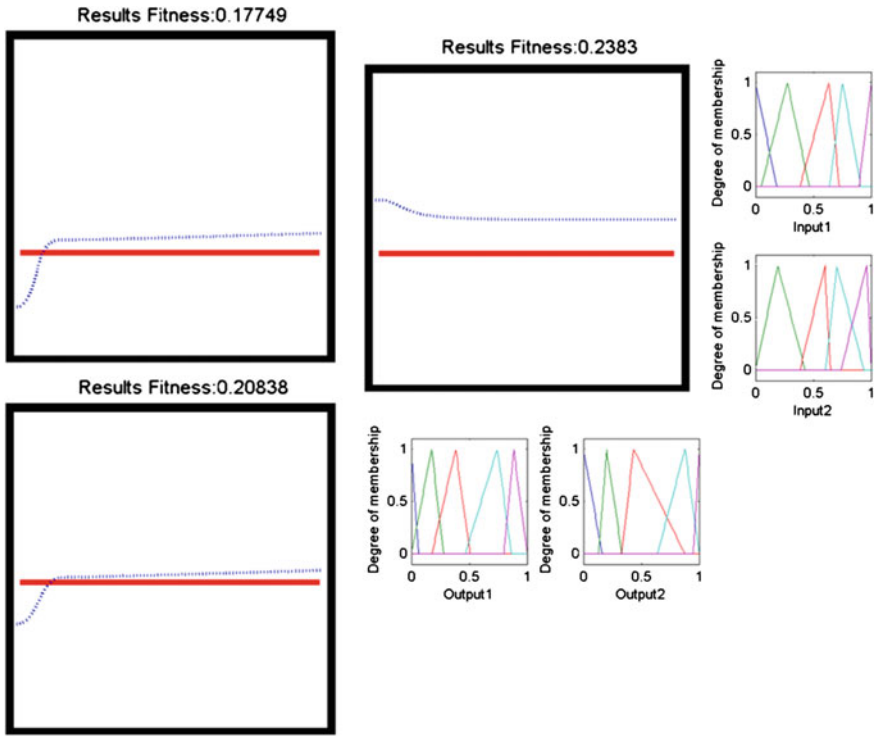 Results Fitness:0.17749
Results Fitness:0.2383
Degree of membership
1
0.5
0
0 0.5 1
Input1
Degree of membership
1
0.5
0
0 0.5 1
Input2
Results Fitness:0.20838
Degree of membership
1
0.5
0
0 0.5 1
Output1
Degree of membership
1
0.5
0
0 0.5 1
Output2